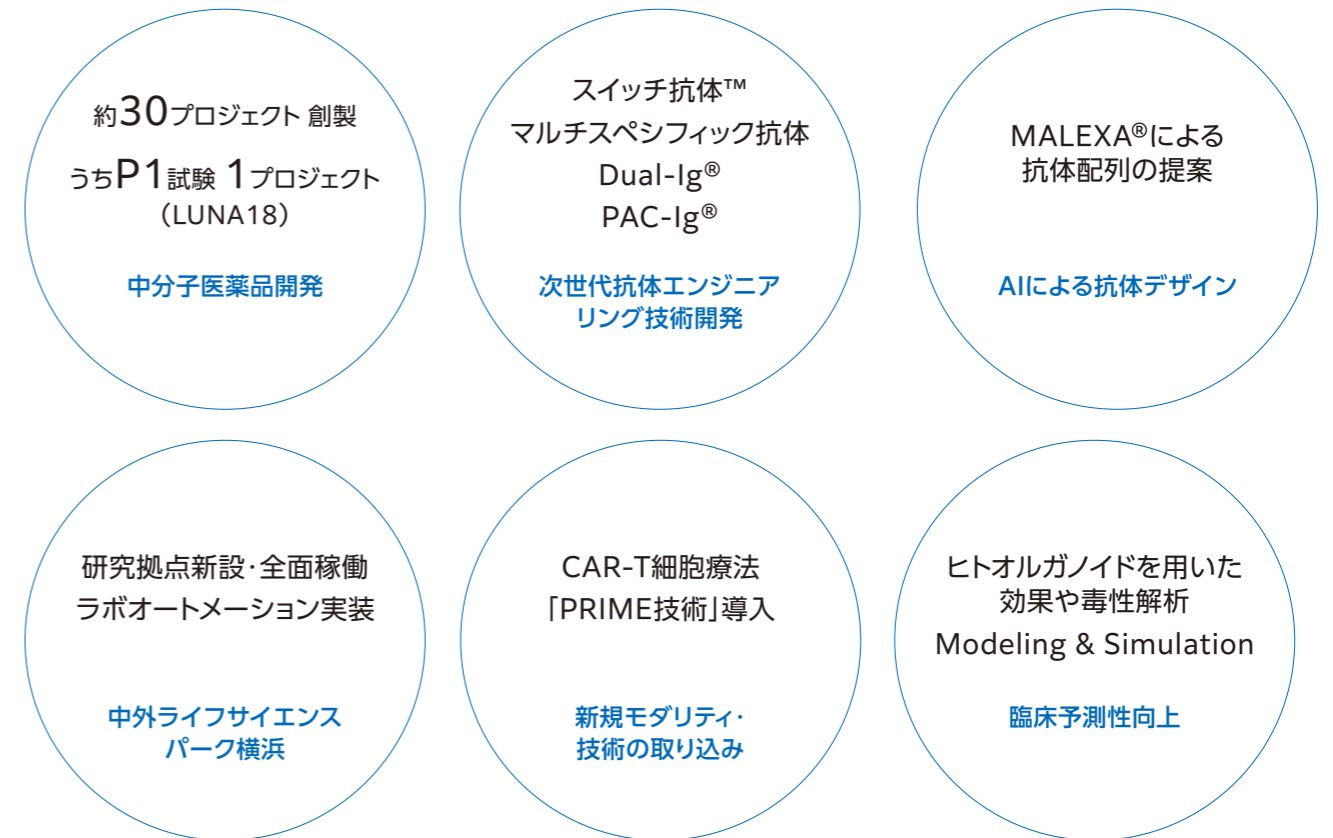 約30プロジェクト 創製
うちP1試験 1プロジェクト
（LUNA18）
中分子医薬品開発
スイッチ抗体™
マルチスペシフィック抗体
Dual-Ig®
PAC-Ig®
次世代抗体エンジニア
リング技術開発
MALEXA®による
抗体配列の提案
AIによる抗体デザイン
研究拠点新設・全面稼働
ラボオートメーション実装
中外ライフサイエンス
パーク横浜
CAR-T細胞療法
「PRIME技術」導入
新規モダリティ・
技術の取り込み
ヒトオルガノイドを用いた
効果や毒性解析
Modeling & Simulation
臨床予測性向上